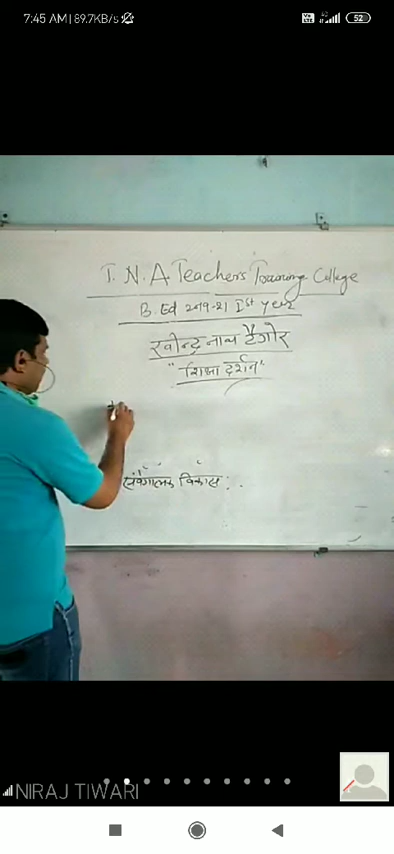 7:45 AM | 89.7KB/s
52
T. N. A Teachers Training College
B. Ed 2019-21 Ist year
रवीन्द्र नाथ टैगोर
"शिक्षा दर्शन"
संवेगात्मक विकास :
NIRAJ TIWARI